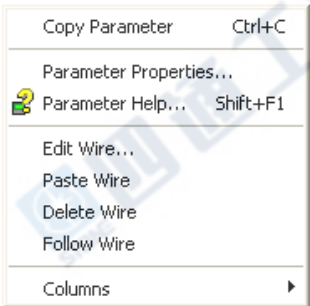 Copy Parameter Ctrl+C
Parameter Properties...
Parameter Help... Shift+F1
Edit Wire...
Paste Wire
Delete Wire
Follow Wire
Columns